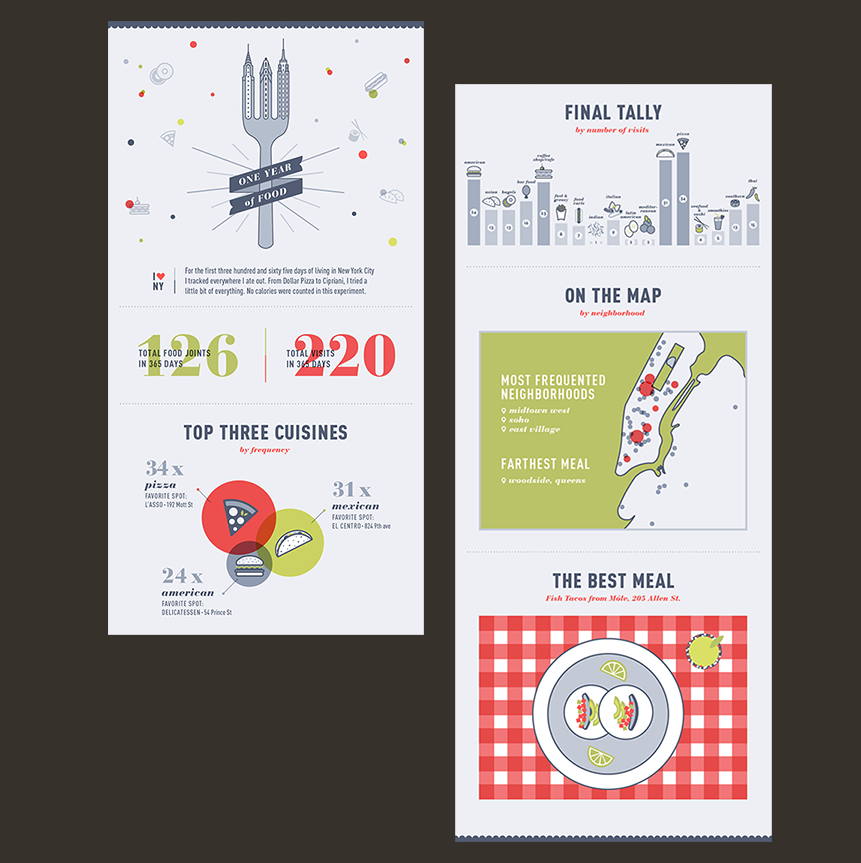 ONE YEAR
of FOOD
I
NY
For the first three hundred and sixty five days of living in New York City
I tracked everywhere I ate out. From Dollar Pizza to Cipriani, I tried a
little bit of everything. No calories were counted in this experiment.
126
TOTAL FOOD JOINTS
IN 365 DAYS
220
TOTAL VISITS
IN 365 DAYS
TOP THREE CUISINES
by frequency
34 x
pizza
FAVORITE SPOT:
L'ASSO - 192 Mott St
31 x
mexican
FAVORITE SPOT:
EL CENTRO - 824 9th ave
24 x
american
FAVORITE SPOT:
DELICATESSEN - 54 Prince St
FINAL TALLY
by number of visits
american
asian
bagels
bar food
coffee
shop/cafe
fast &
greasy
food
carts
indian
italian
latin
american
mediter-
ranean
mexican
pizza
seafood
& sushi
smoothies
southern
thai
31
34
ON THE MAP
by neighborhood
MOST FREQUENTED
NEIGHBORHOODS
midtown west
soho
east village
FARTHEST MEAL
woodside, queens
THE BEST MEAL
Fish Tacos from Móle, 205 Allen St.